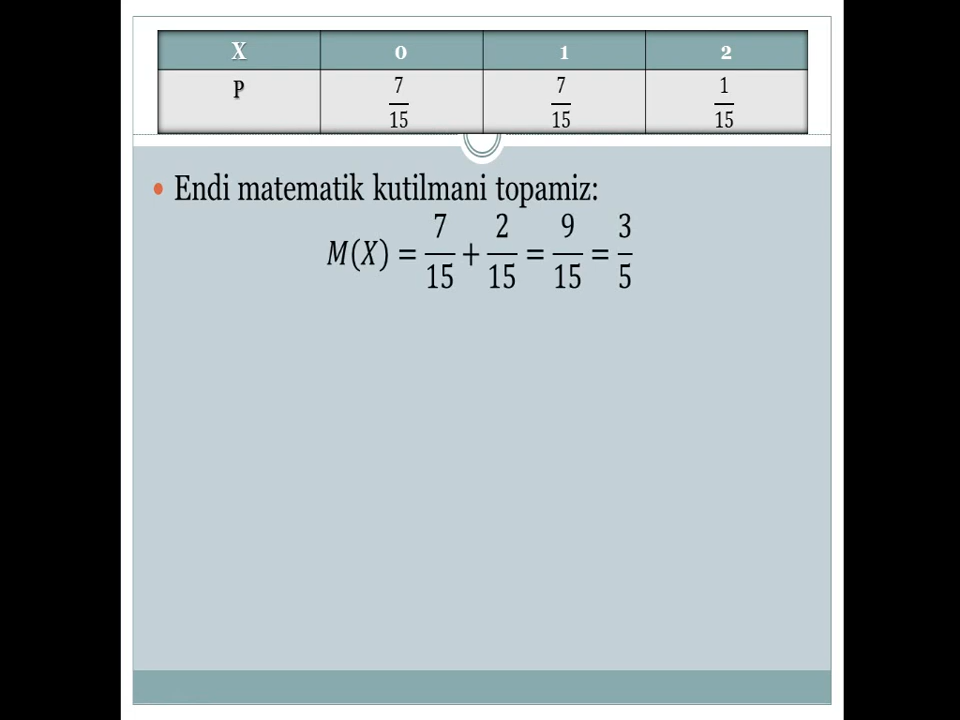 X 0 1 2
P 7/15 7/15 1/15
• Endi matematik kutilmani topamiz:
M(X) = 7/15 + 2/15 = 9/15 = 3/5